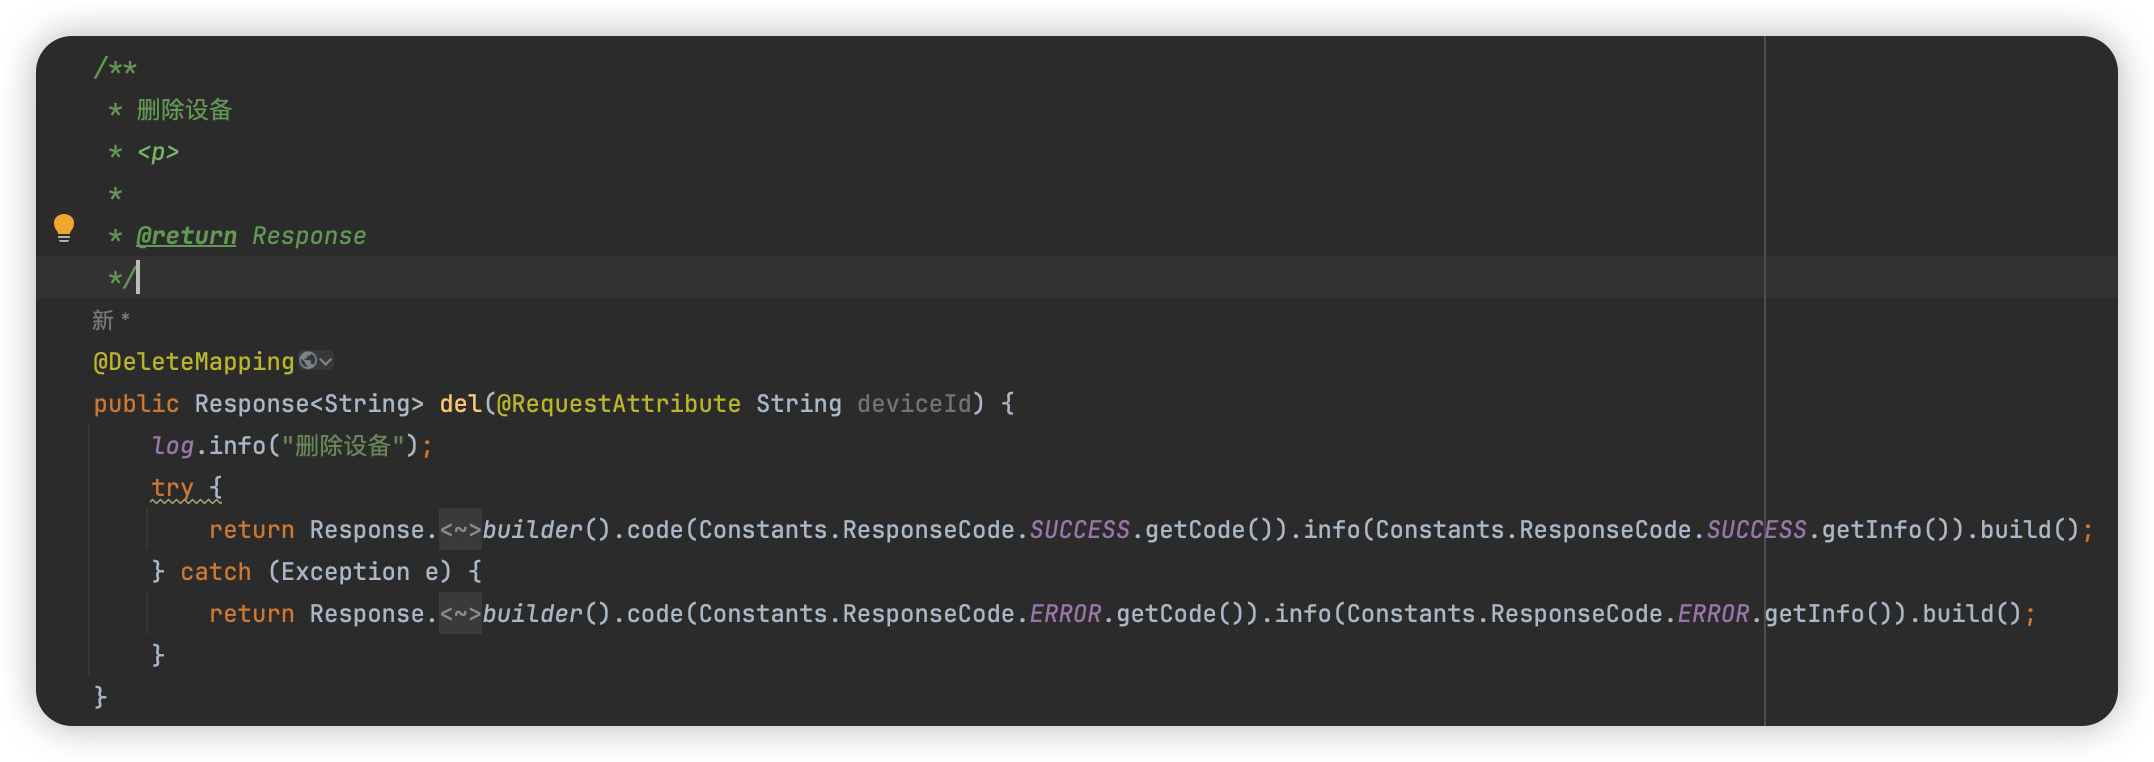 /**
 * 删除设备
 * <p>
 *
 * @return Response
 */
新 *
@DeleteMapping
public Response<String> del(@RequestAttribute String deviceId) {
    log.info("删除设备");
    try {
        return Response.<~>builder().code(Constants.ResponseCode.SUCCESS.getCode()).info(Constants.ResponseCode.SUCCESS.getInfo()).build();
    } catch (Exception e) {
        return Response.<~>builder().code(Constants.ResponseCode.ERROR.getCode()).info(Constants.ResponseCode.ERROR.getInfo()).build();
    }
}